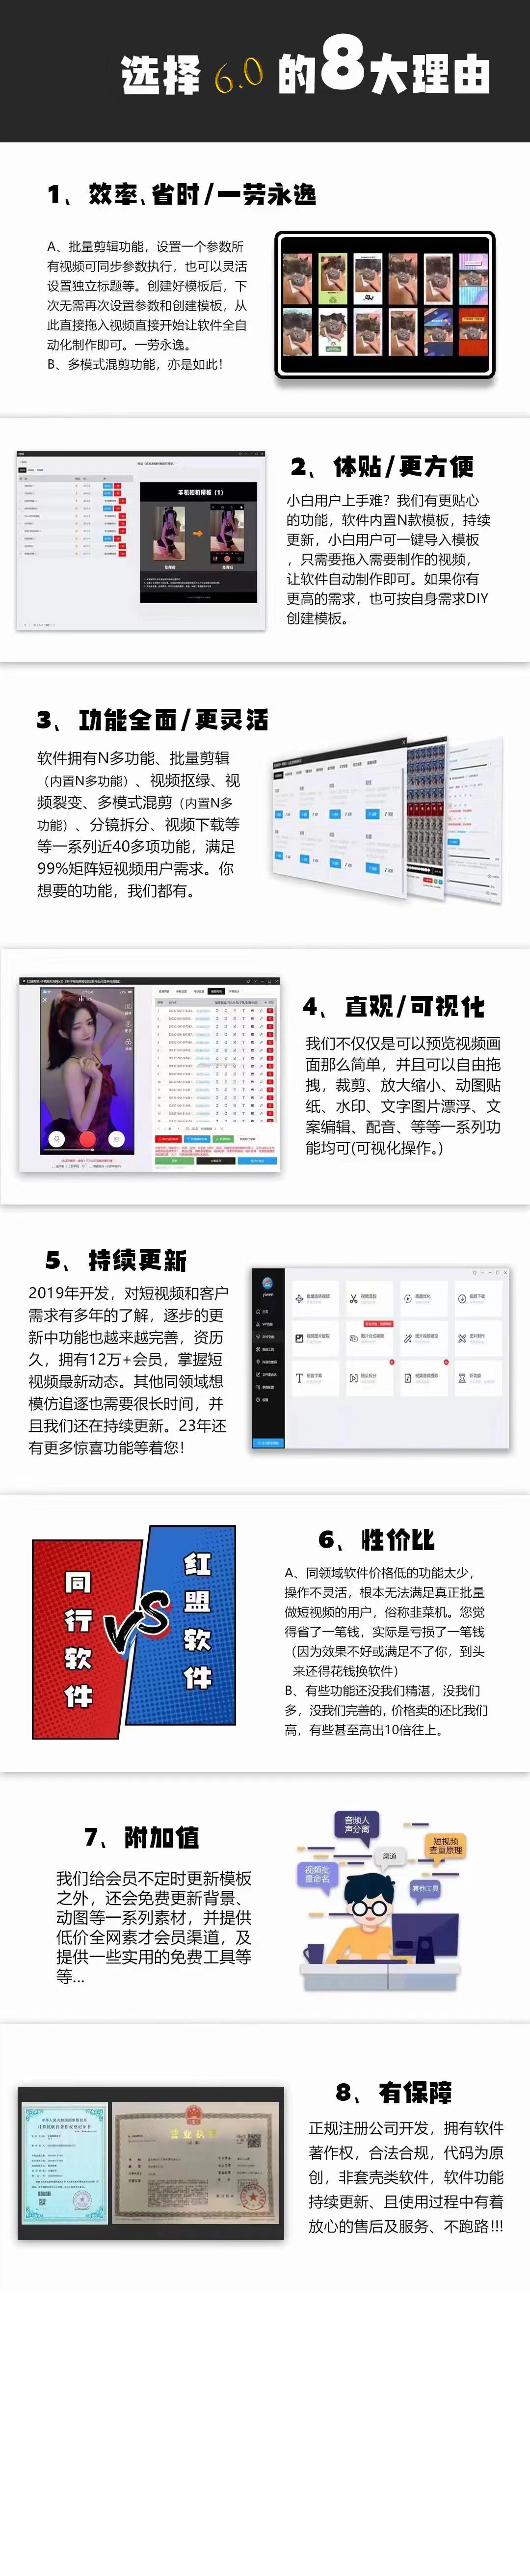 选择 6.0 的8大理由
1、效率、省时/一劳永逸
A、批量剪辑功能，设置一个参数所
有视频可同步参数执行，也可以灵活
设置独立标题等。创建好模板后，下
次无需再次设置参数和创建模板，从
此直接拖入视频直接开始让软件全自
动化制作即可。一劳永逸。
B、多模式混剪功能，亦是如此！
2、体贴/更方便
小白用户上手难？我们有更贴心
的功能，软件内置N款模板，持续
更新，小白用户可一键导入模板
，只需要拖入需要制作的视频，
让软件自动制作即可。如果你有
更高的需求，也可按自身需求DIY
创建模板。
手机相机模板（1）
3、功能全面/更灵活
软件拥有N多功能、批量剪辑
（内置N多功能）、视频抠绿、视
频裂变、多模式混剪（内置N多
功能）、分镜拆分、视频下载等
等一系列近40多项功能，满足
99%矩阵短视频用户需求。你
想要的功能，我们都有。
4、直观/可视化
我们不仅仅是可以预览视频画
面那么简单，并且可以自由拖
拽，裁剪、放大缩小、动图贴
纸、水印、文字图片漂浮、文
案编辑、配音、等等一系列功
能均可(可视化操作。)
5、持续更新
2019年开发，对短视频和客户
需求有多年的了解，逐步的更
新中功能也越来越完善，资历
久，拥有12万+会员，掌握短
视频最新动态。其他同领域想
模仿追逐也需要很长时间，并
且我们还在持续更新。23年还
有更多惊喜功能等着您！
6、性价比
A、同领域软件价格低的功能太少，
操作不灵活，根本无法满足真正批量
做短视频的用户，俗称韭菜机。您觉
得省了一笔钱，实际是亏损了一笔钱
（因为效果不好或满足不了你，到头
来还得花钱换软件）
B、有些功能还没我们精湛，没我们
多，没我们完善的，价格卖的还比我们
高，有些甚至高出10倍往上。
同行软件
VS
红盟软件
7、附加值
我们给会员不定时更新模板
之外，还会免费更新背景、
动图等一系列素材，并提供
低价全网素才会员渠道，及
提供一些实用的免费工具等
等...
音频人
声分离
渠道
短视频
查重原理
视频批
量命名
其他工具
8、有保障
正规注册公司开发，拥有软件
著作权，合法合规，代码为原
创，非套壳类软件，软件功能
持续更新、且使用过程中有着
放心的售后及服务、不跑路!!!
营业执照